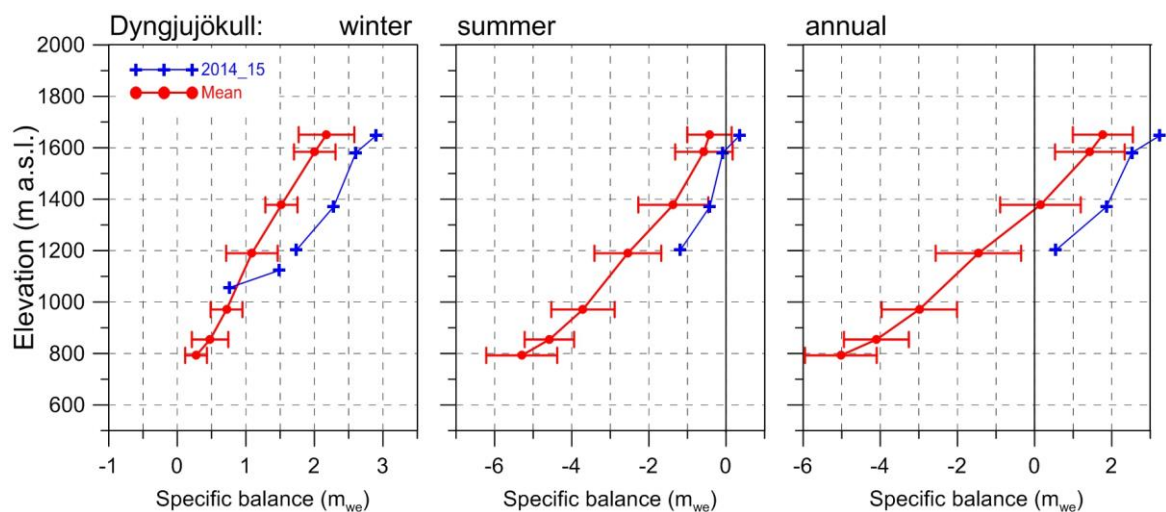 Dyngjujökull: winter summer annual
2000
1800
1600
1400
1200
1000
800
600
Elevation (m a.s.l.)
2014_15
Mean
-1 0 1 2 3 -6 -4 -2 0 -6 -4 -2 0 2
Specific balance (mwe) Specific balance (mwe) Specific balance (mwe)